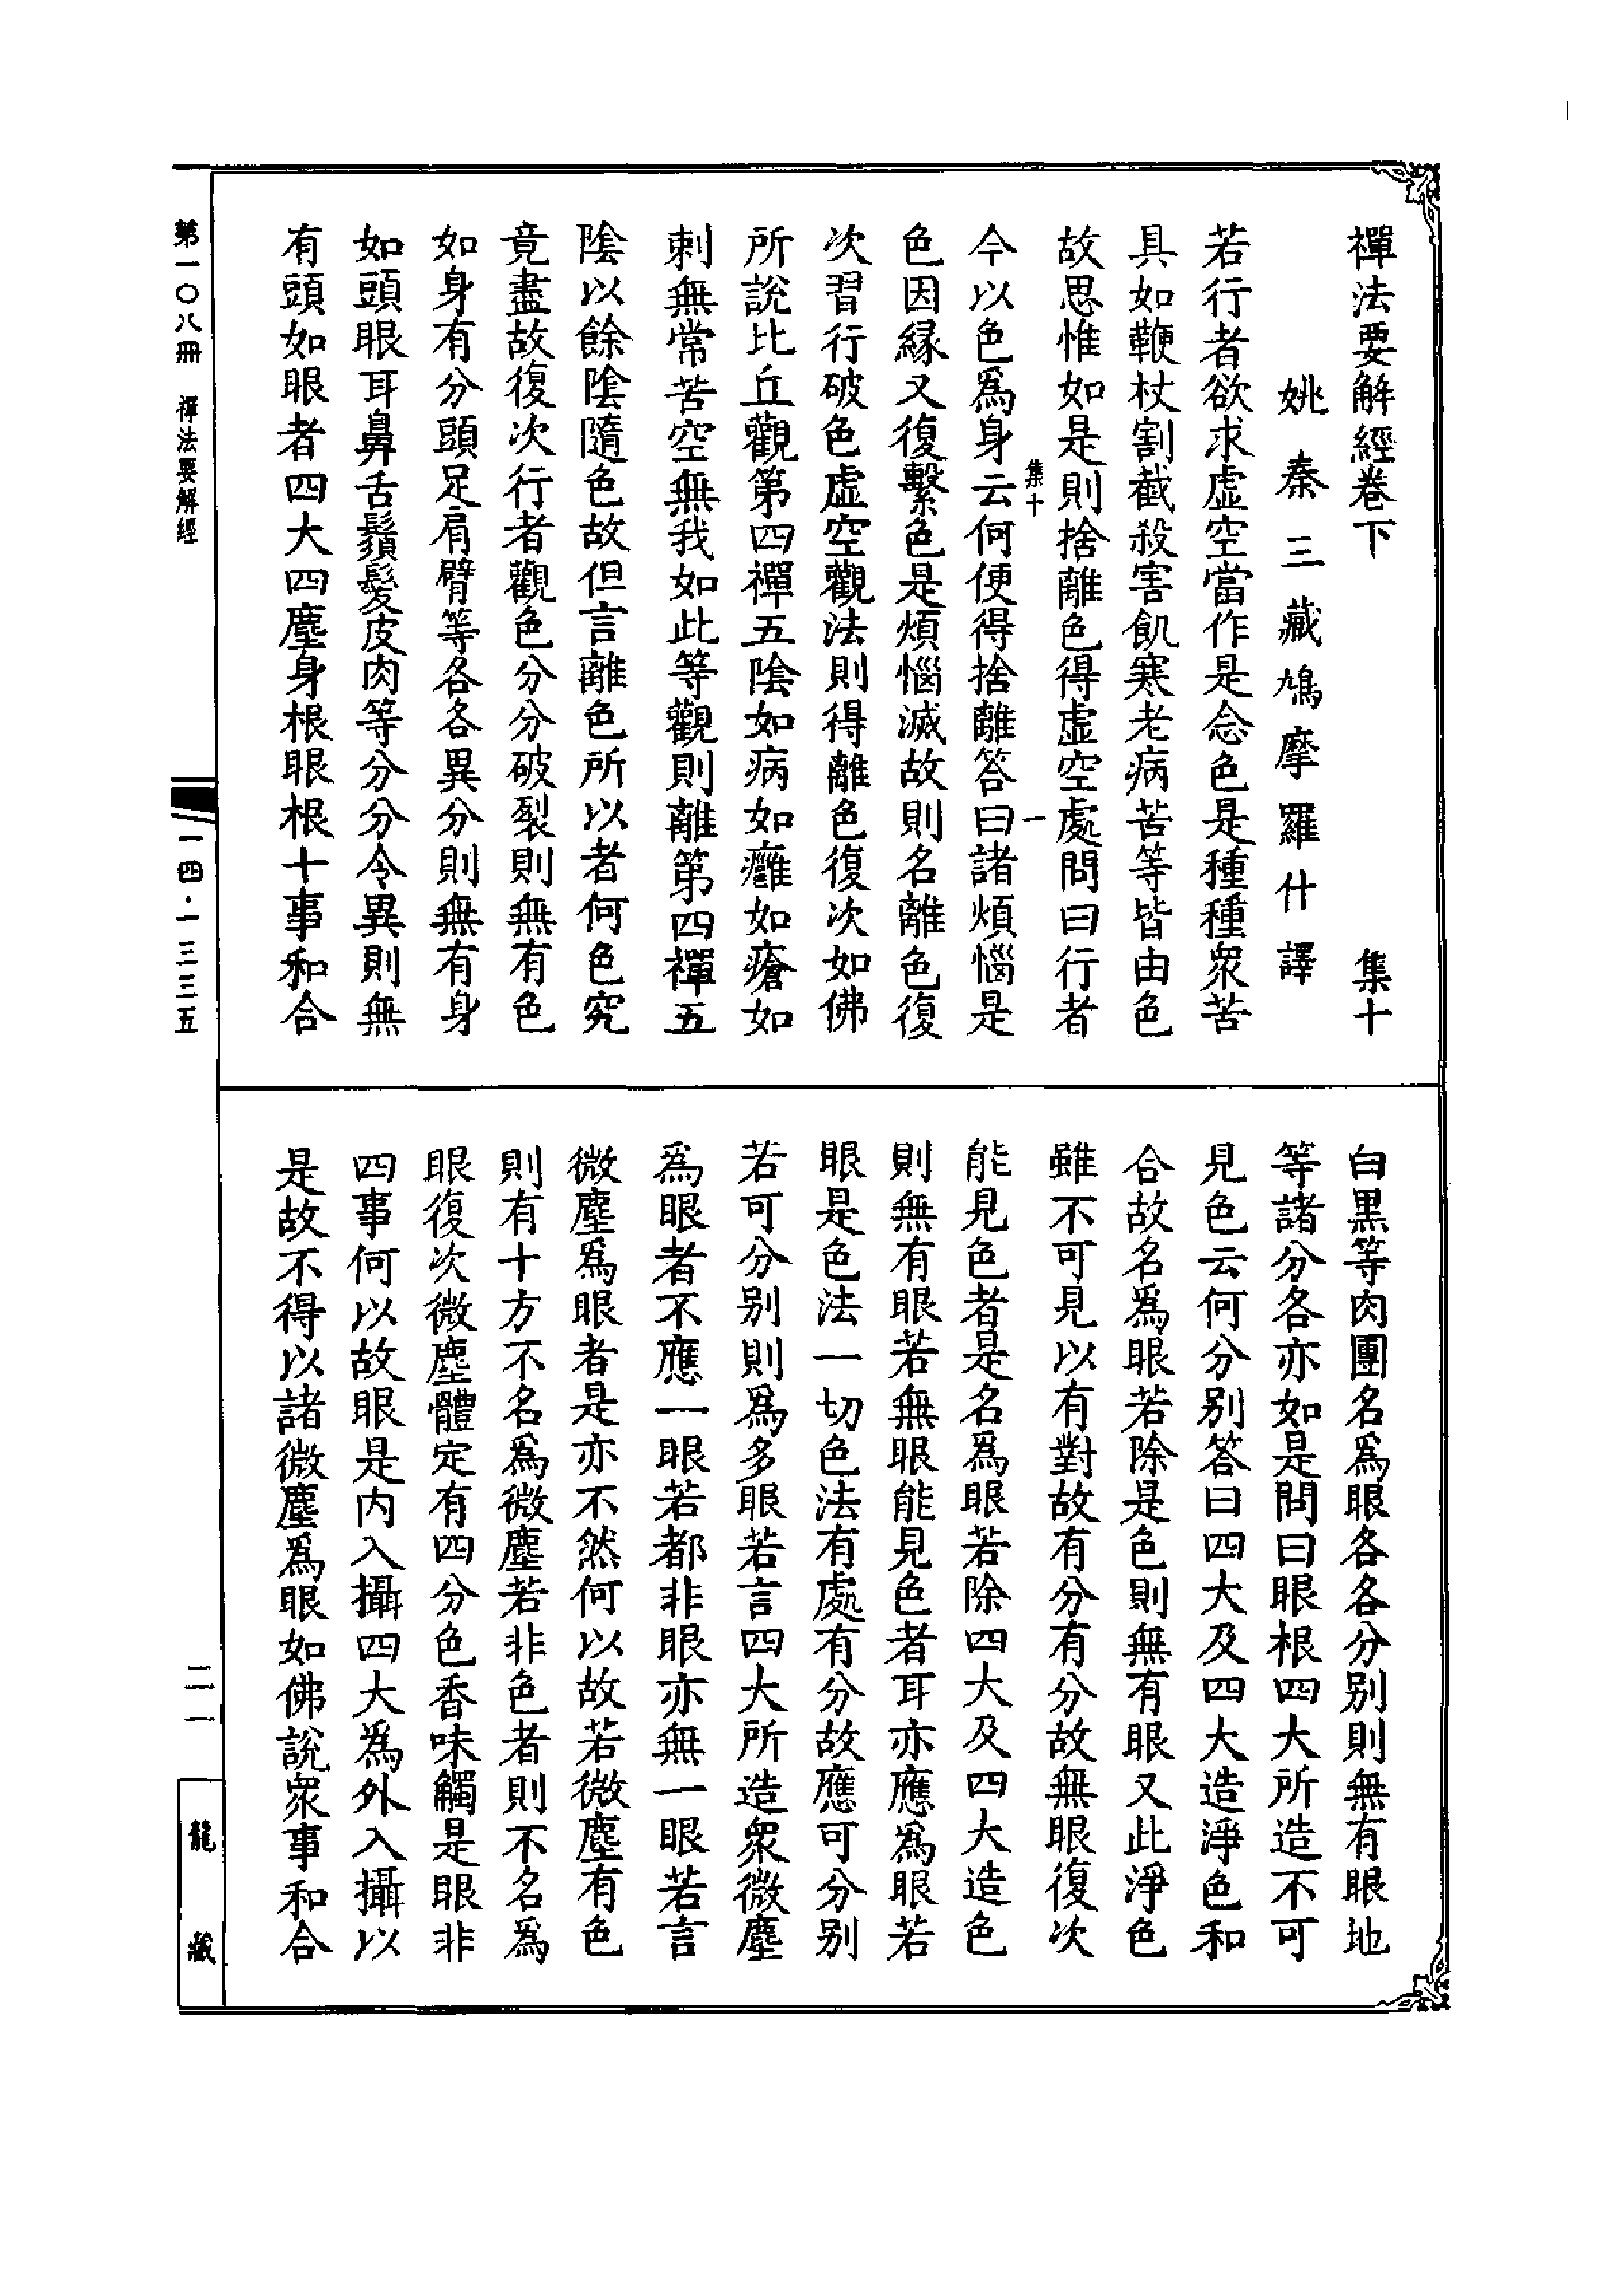 禪法要解經卷下　集十
姚秦三藏鳩摩羅什譯
若行者欲求虛空當作是念色是種種衆苦
具如鞭杖割截殺害飢寒老病苦等皆由色
故思惟如是則捨離色得虛空處問曰行者
集十　一
今以色爲身云何便得捨離答曰諸煩惱是
色因緣又復繫色是煩惱滅故則名離色復
次習行破色虛空觀法則得離色復次如佛
所說比丘觀第四禪五陰如病如癰如瘡如
刺無常苦空無我如此等觀則離第四禪五
陰以餘陰隨色故但言離色所以者何色究
竟盡故復次行者觀色分分破裂則無有色
如身有分頭足肩臂等各各異分則無有身
如頭眼耳鼻舌鬚髮皮肉等分分令異則無
有頭如眼者四大四塵身根眼根十事和合
白黑等肉團名爲眼各各分别則無有眼地
等諸分各亦如是問曰眼根四大所造不可
見色云何分别答曰四大及四大造淨色和
合故名爲眼若除是色則無有眼又此淨色
雖不可見以有對故有分有分故無眼復次
能見色者是名爲眼若除四大及四大造色
則無有眼若無眼能見色者耳亦應爲眼若
眼是色法一切色法有處有分故應可分别
若可分别則爲多眼若言四大所造衆微塵
爲眼者不應一眼若都非眼亦無一眼若言
微塵爲眼者是亦不然何以故若微塵有色
則有十方不名爲微塵若非色者則不名爲
眼復次微塵體定有四分色香味觸是眼非
四事何以故眼是内入攝四大爲外入攝以
是故不得以諸微塵爲眼如佛說衆事和合
第一〇八冊　禪法要解經
一四·一三三五
二一
龍藏